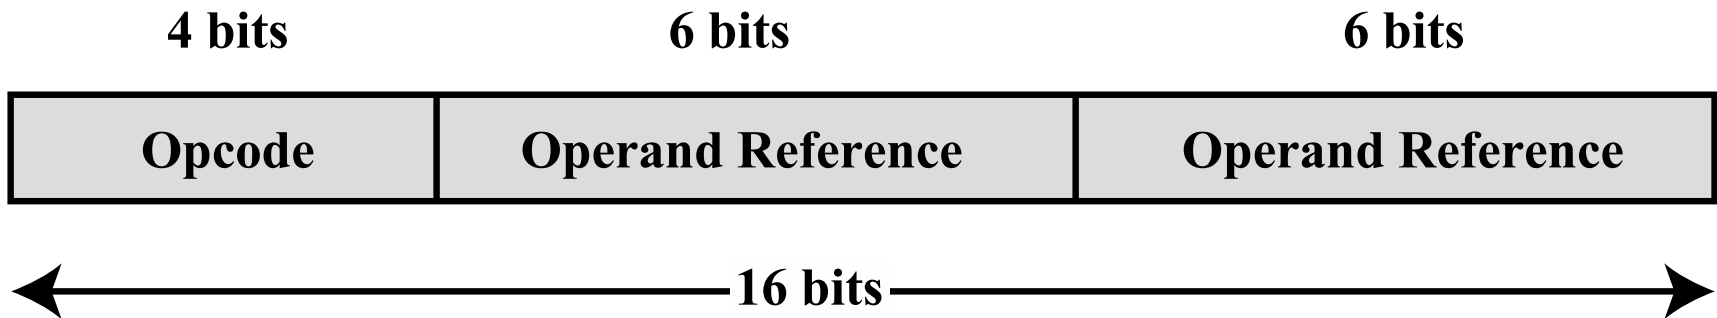 4 bits 6 bits 6 bits
Opcode Operand Reference Operand Reference
16 bits